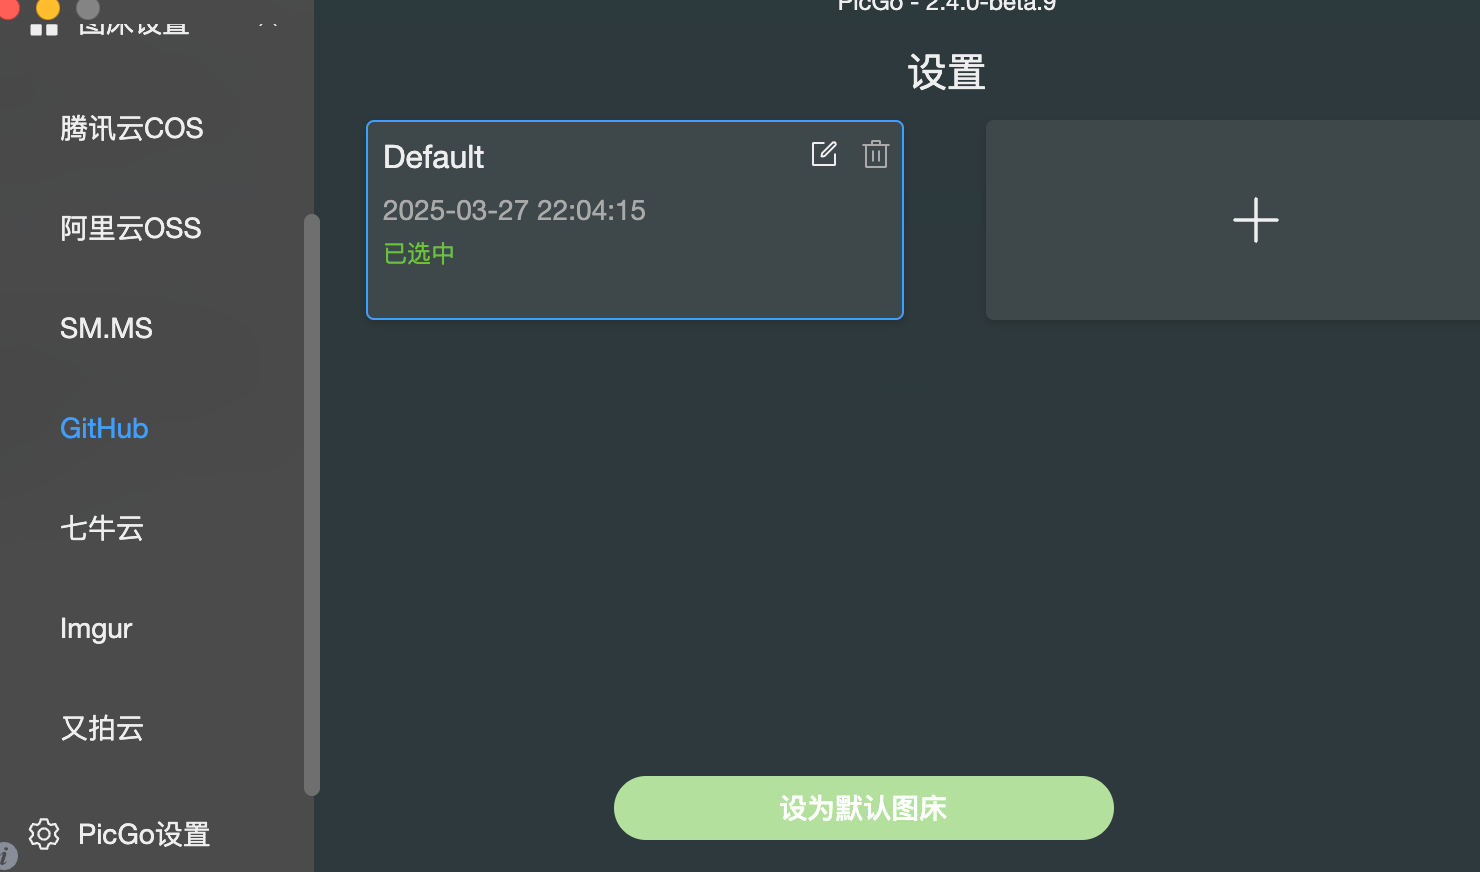 PicGo - 2.4.0-beta.9
图床设置
腾讯云COS
阿里云OSS
SM.MS
GitHub
七牛云
Imgur
又拍云
PicGo设置
设置
Default
2025-03-27 22:04:15
已选中
设为默认图床